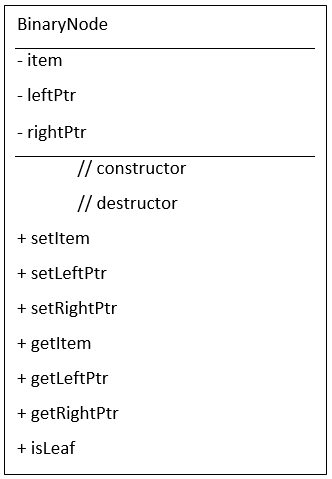 BinaryNode
- item
- leftPtr
- rightPtr
// constructor
// destructor
+ setItem
+ setLeftPtr
+ setRightPtr
+ getItem
+ getLeftPtr
+ getRightPtr
+ isLeaf